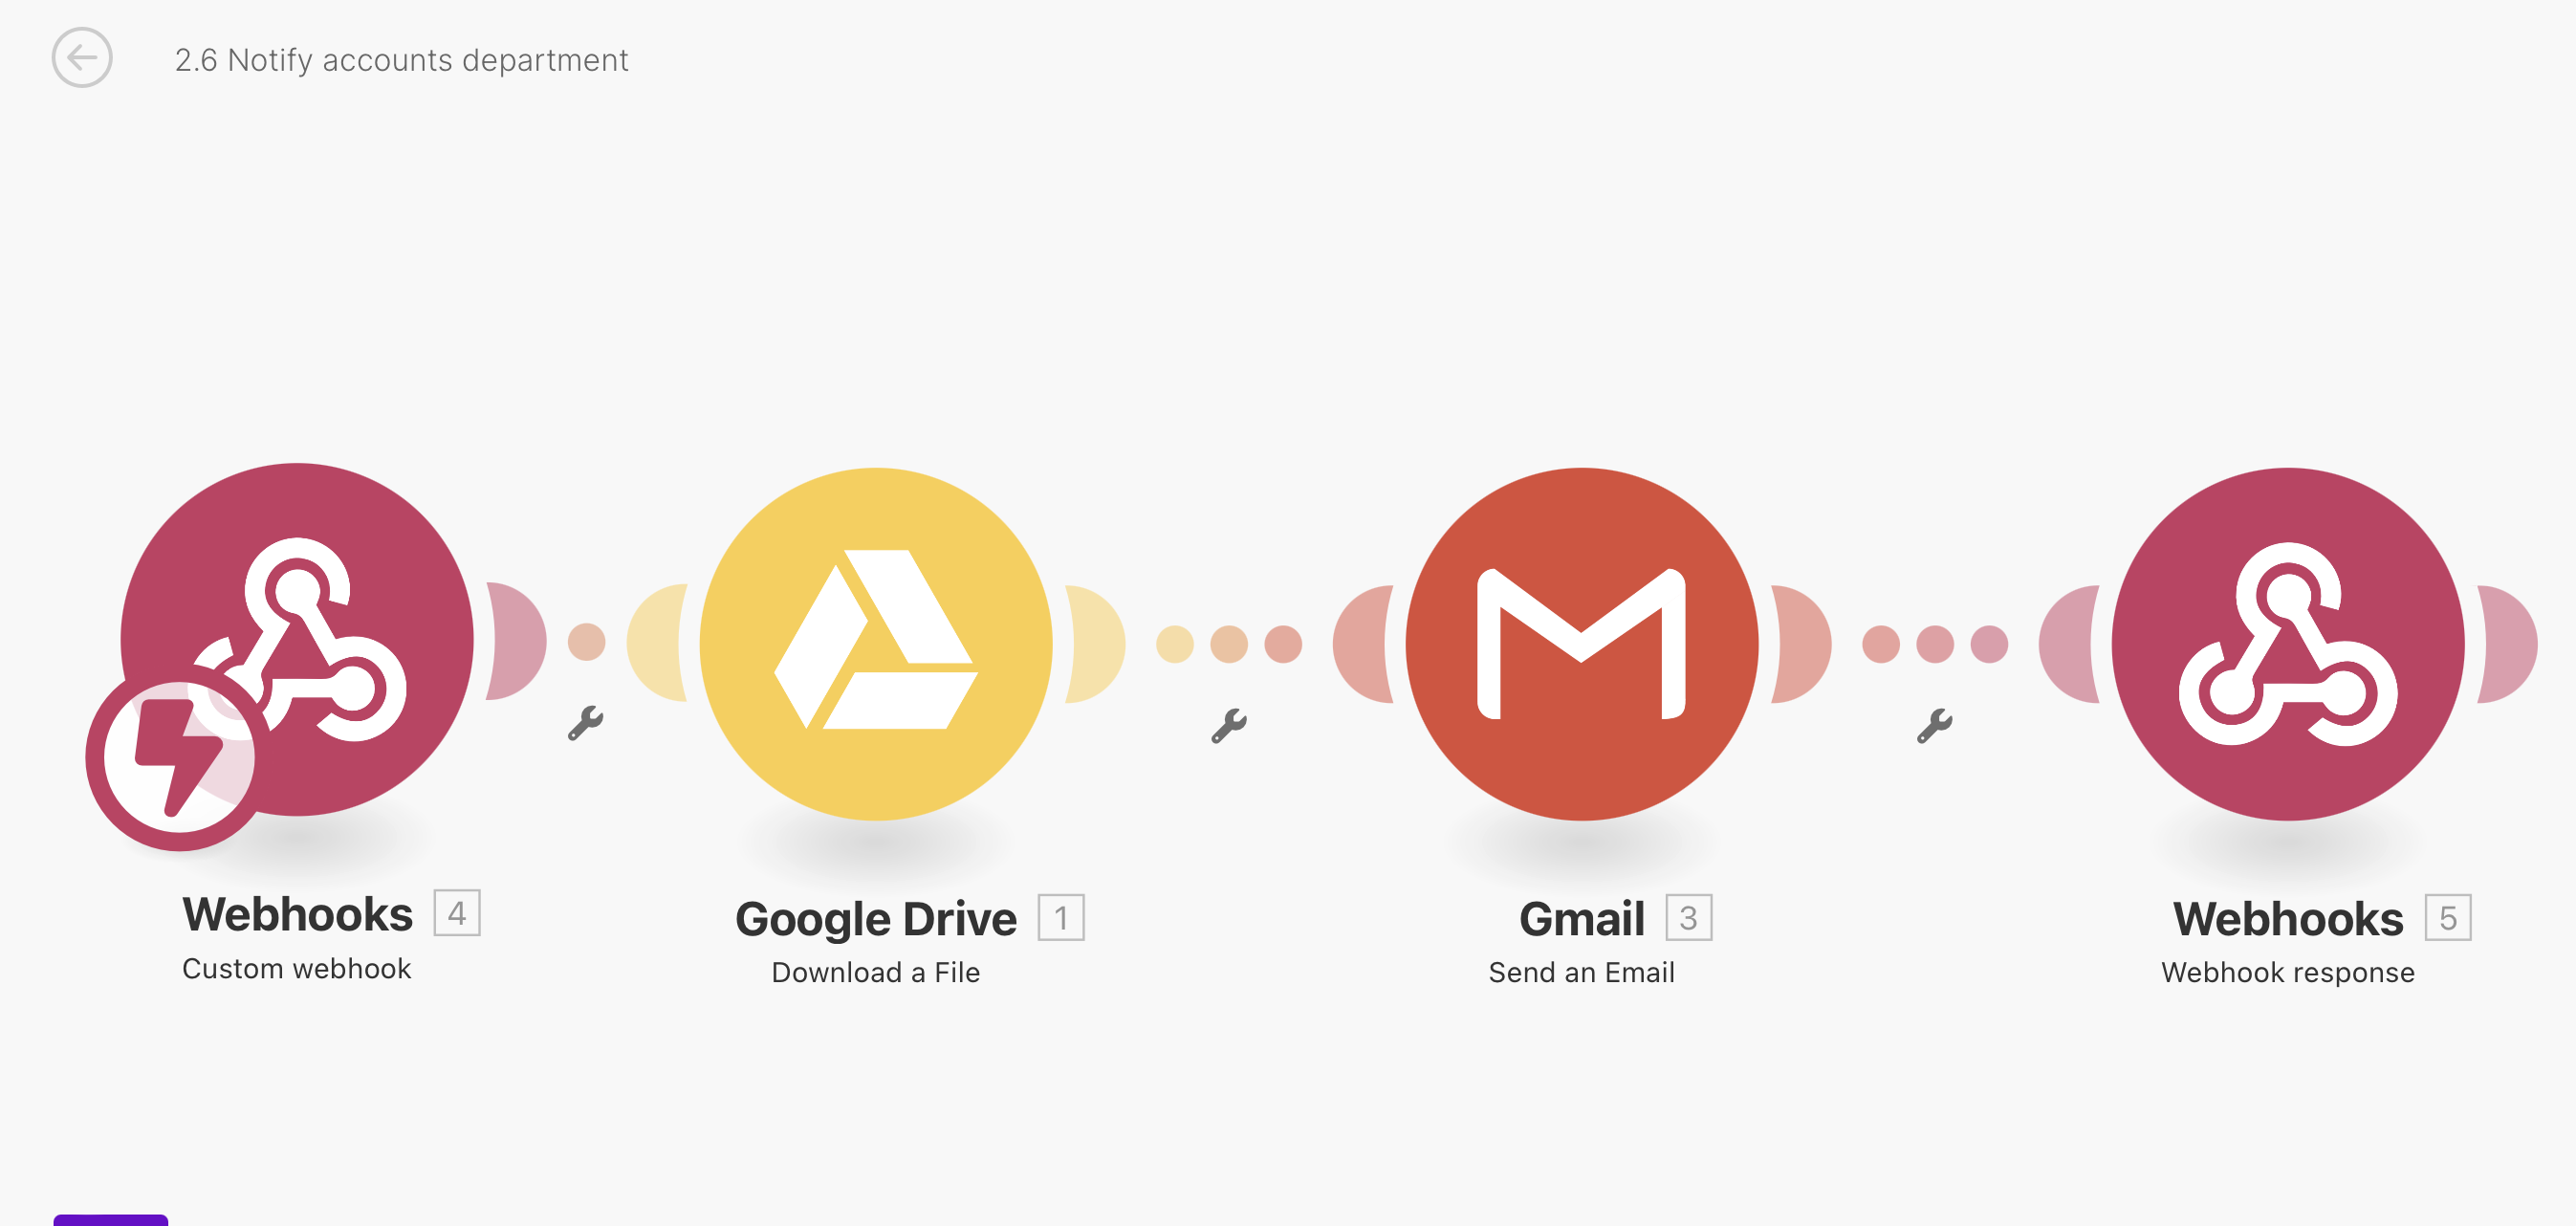 2.6 Notify accounts department
Webhooks 4
Custom webhook
Google Drive 1
Download a File
Gmail 3
Send an Email
Webhooks 5
Webhook response